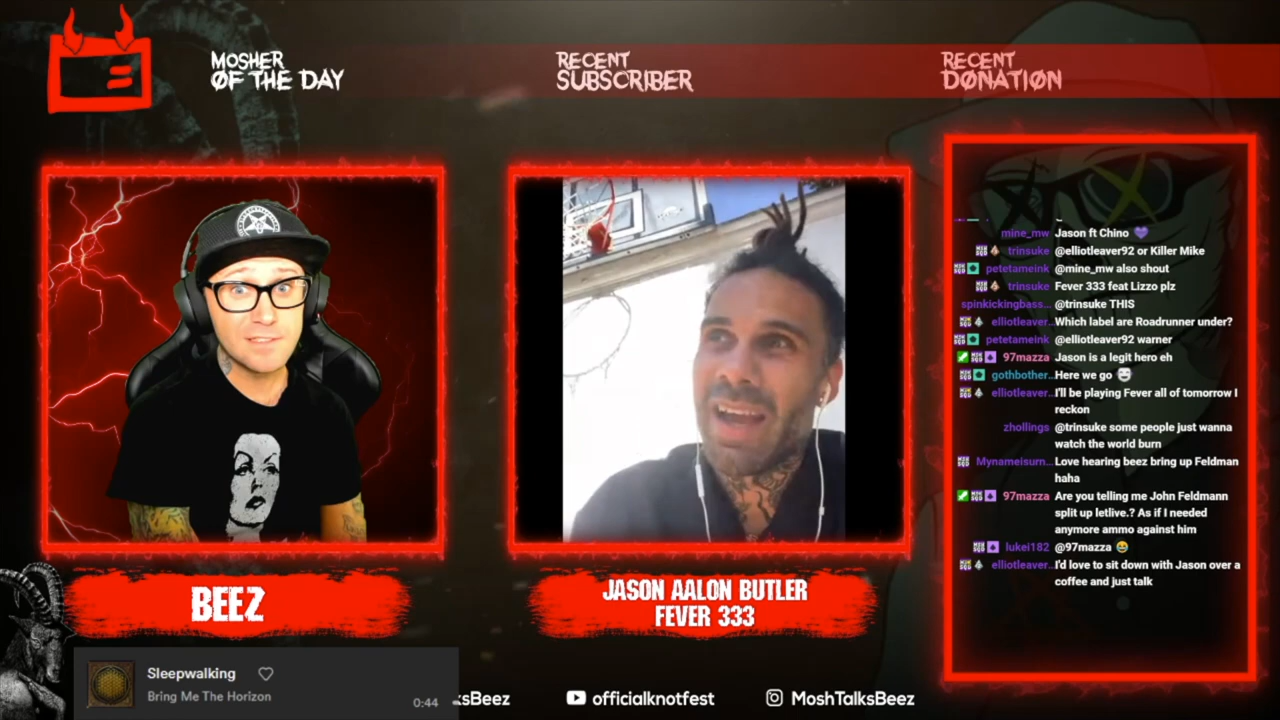 MOSHER
ØF THE DAY
RECENT
SUBSCRIBER
RECENT
DØNATIØN
mine_mw Jason ft Chino 💜
trinsuke @elliotleaver92 or Killer Mike
petetameink @mine_mw also shout
trinsuke Fever 333 feat Lizzo plz
spinkickingbass... @trinsuke THIS
elliotleaver... Which label are Roadrunner under?
petetameink @elliotleaver92 warner
97mazza Jason is a legit hero eh
gothbother... Here we go
elliotleaver... I'll be playing Fever all of tomorrow I
reckon
zhollings @trinsuke some people just wanna
watch the world burn
Mynameisurn... Love hearing beez bring up Feldman
haha
97mazza Are you telling me John Feldmann
split up letlive.? As if I needed
anymore ammo against him
lukei182 @97mazza 😂
elliotleaver... I'd love to sit down with Jason over a
coffee and just talk
BEEZ
JASON AALON BUTLER
FEVER 333
Sleepwalking
Bring Me The Horizon
0:44
sBeez
officialknotfest
MoshTalksBeez